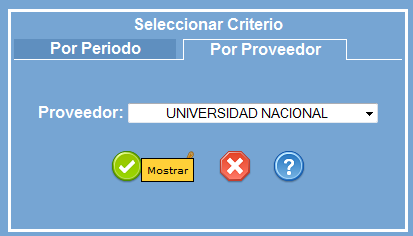 Seleccionar Criterio
Por Periodo Por Proveedor
Proveedor: UNIVERSIDAD NACIONAL
Mostrar ?